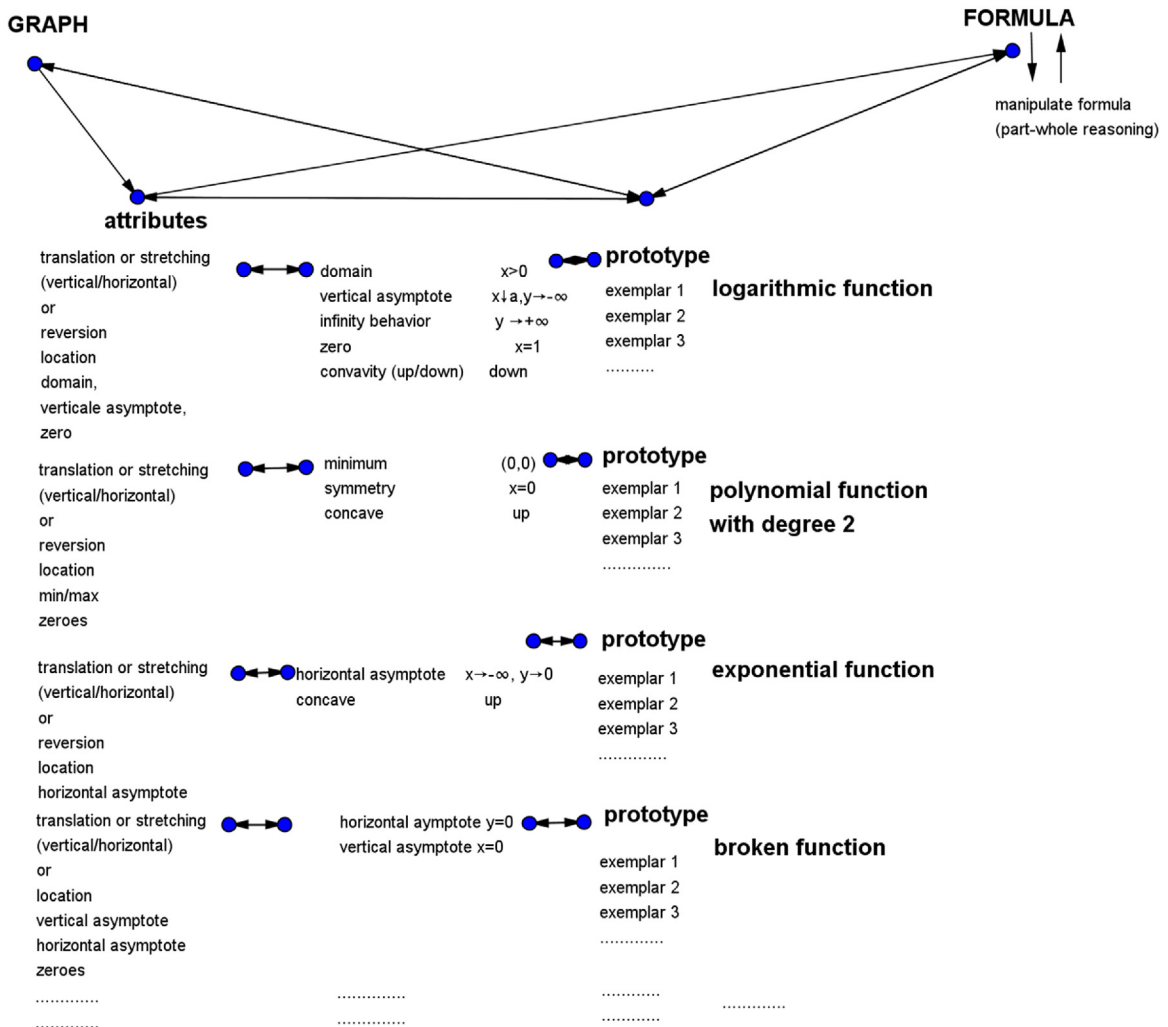 GRAPH
FORMULA
manipulate formula
(part-whole reasoning)
attributes
translation or stretching
(vertical/horizontal)
or
reversion
location
domain,
verticale asymptote,
zero
domain x>0
vertical asymptote x↓a,y→-∞
infinity behavior y →+∞
zero x=1
convavity (up/down) down
prototype
exemplar 1
exemplar 2
exemplar 3
..........
logarithmic function
translation or stretching
(vertical/horizontal)
or
reversion
location
min/max
zeroes
minimum (0,0)
symmetry x=0
concave up
prototype
exemplar 1
exemplar 2
exemplar 3
..............
polynomial function
with degree 2
translation or stretching
(vertical/horizontal)
or
reversion
location
horizontal asymptote
horizontal asymptote x→-∞, y→0
concave up
prototype
exemplar 1
exemplar 2
exemplar 3
..............
exponential function
translation or stretching
(vertical/horizontal)
or
location
vertical asymptote
horizontal asymptote
zeroes
.............
.............
horizontal aymptote y=0
vertical asymptote x=0
..............
..............
prototype
exemplar 1
exemplar 2
exemplar 3
.............
............
............
broken function
.............